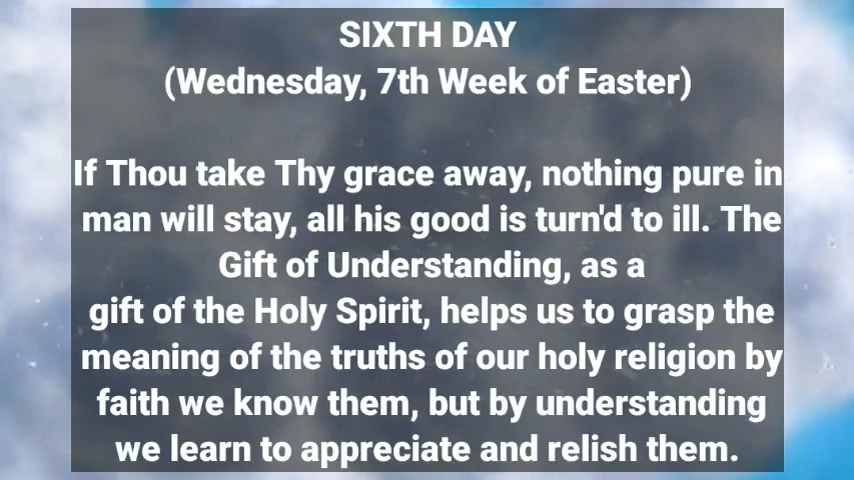 SIXTH DAY
(Wednesday, 7th Week of Easter)
If Thou take Thy grace away, nothing pure in
man will stay, all his good is turn'd to ill. The
Gift of Understanding, as a
gift of the Holy Spirit, helps us to grasp the
meaning of the truths of our holy religion by
faith we know them, but by understanding
we learn to appreciate and relish them.